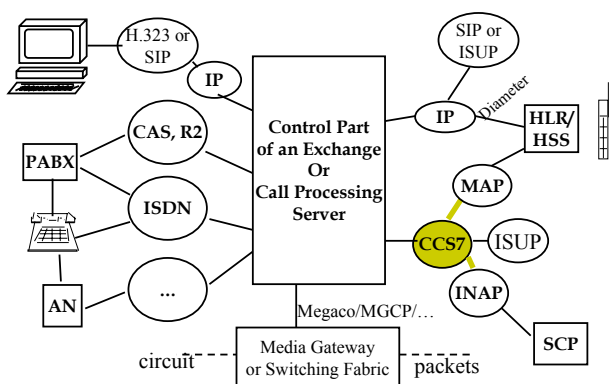 H.323 or
SIP
IP
CAS, R2
PABX
ISDN
AN
...
Control Part
of an Exchange
Or
Call Processing
Server
SIP or
ISUP
IP
Diameter
HLR/
HSS
MAP
CCS7
ISUP
INAP
SCP
Megaco/MGCP/…
circuit
Media Gateway
or Switching Fabric
packets